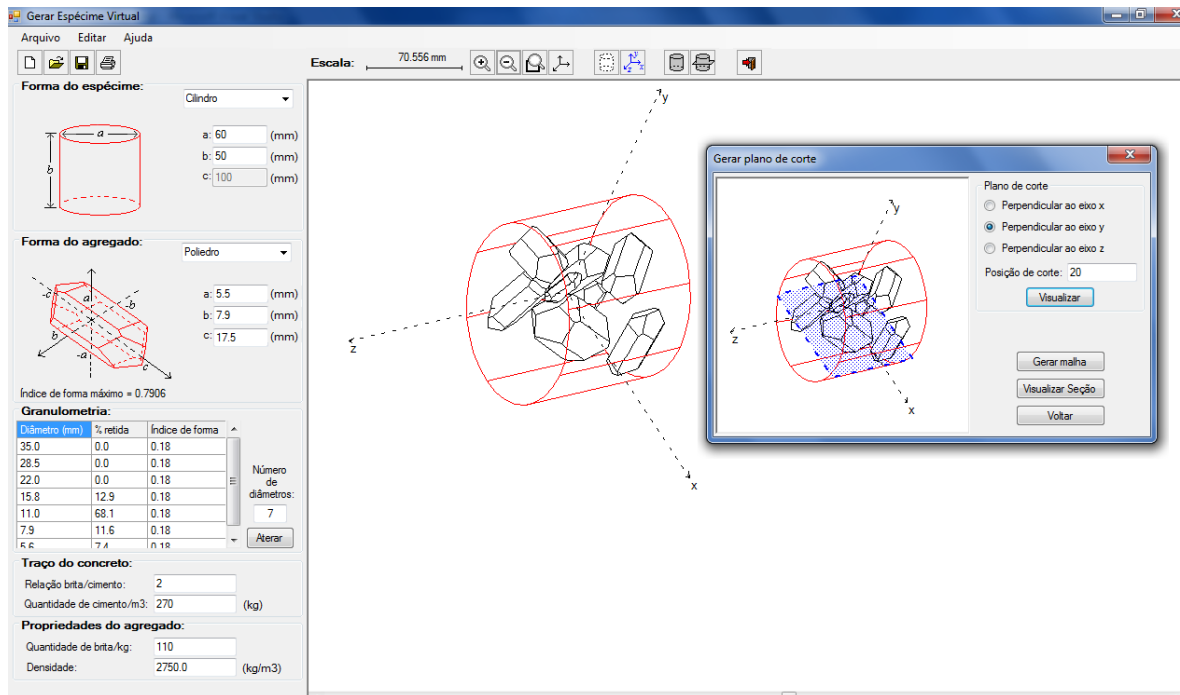 Gerar Espécime Virtual
Arquivo Editar Ajuda
Escala: 70.556 mm
Forma do espécime:
Cilindro
a
b
a: 60 (mm)
b: 50 (mm)
c: 100 (mm)
Forma do agregado:
Poliedro
-c a -b
b -a c
a: 5.5 (mm)
b: 7.9 (mm)
c: 17.5 (mm)
Índice de forma máximo = 0.7906
Granulometria:
Diâmetro (mm) % retida Índice de forma
35.0 0.0 0.18
28.5 0.0 0.18
22.0 0.0 0.18
15.8 12.9 0.18
11.0 68.1 0.18
7.9 11.6 0.18
5.6 7.4 0.18
Número
de
diâmetros:
7
Aterar
Traço do concreto:
Relação brita/cimento: 2
Quantidade de cimento/m3: 270 (kg)
Propriedades do agregado:
Quantidade de brita/kg: 110
Densidade: 2750.0 (kg/m3)
y
z
x
Gerar plano de corte
y
z
x
Plano de corte
Perpendicular ao eixo x
Perpendicular ao eixo y
Perpendicular ao eixo z
Posição de corte: 20
Visualizar
Gerar malha
Visualizar Seção
Voltar